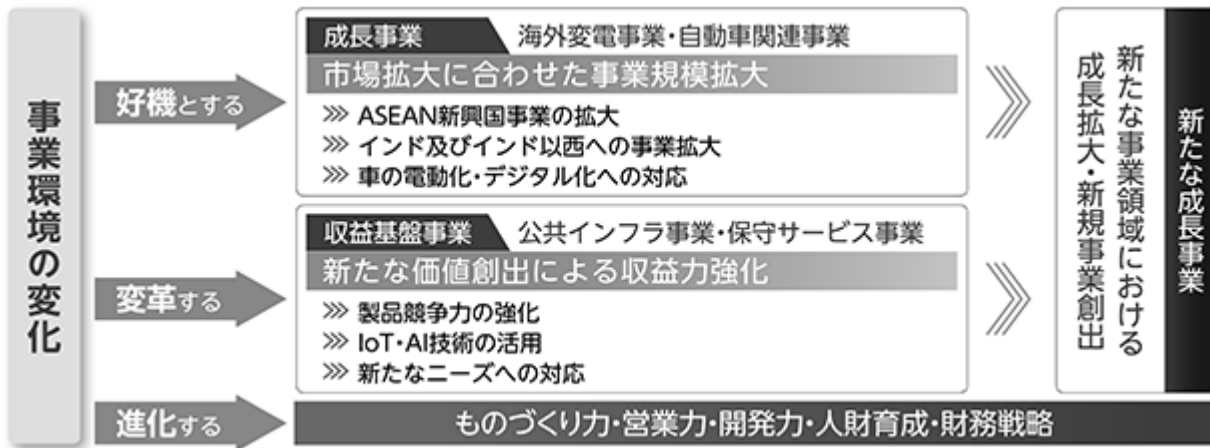 事業環境の変化
好機とする
成長事業
海外変電事業・自動車関連事業
市場拡大に合わせた事業規模拡大
>>> ASEAN新興国事業の拡大
>>> インド及びインド以西への事業拡大
>>> 車の電動化・デジタル化への対応
変革する
収益基盤事業
公共インフラ事業・保守サービス事業
新たな価値創出による収益力強化
>>> 製品競争力の強化
>>> IoT・AI技術の活用
>>> 新たなニーズへの対応
新たな事業領域における
成長拡大・新規事業創出
新たな成長事業
進化する
ものづくり力・営業力・開発力・人財育成・財務戦略